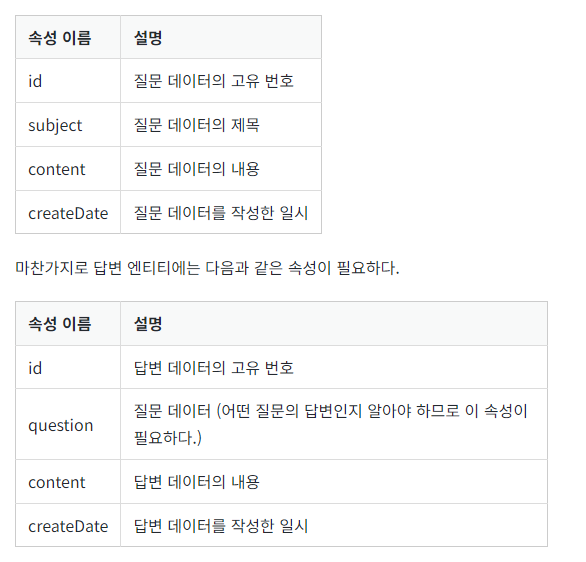 속성 이름 설명
id 질문 데이터의 고유 번호
subject 질문 데이터의 제목
content 질문 데이터의 내용
createDate 질문 데이터를 작성한 일시
마찬가지로 답변 엔티티에는 다음과 같은 속성이 필요하다.
속성 이름 설명
id 답변 데이터의 고유 번호
question 질문 데이터 (어떤 질문의 답변인지 알아야 하므로 이 속성이
필요하다.)
content 답변 데이터의 내용
createDate 답변 데이터를 작성한 일시